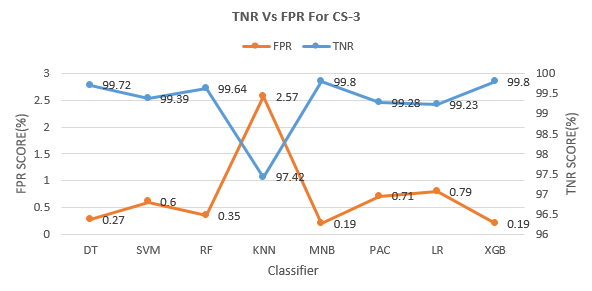 TNR Vs FPR For CS-3
FPR TNR
3 100
2.5 99.5
2 99
98.5
1.5 98
1 97.5
97
0.5 96.5
0 96
99.72 99.39 99.64 97.42 99.8 99.28 99.23 99.8
0.27 0.6 0.35 2.57 0.19 0.71 0.79 0.19
DT SVM RF KNN MNB PAC LR XGB
Classifier
FPR SCORE(%)
TNR SCORE(%)